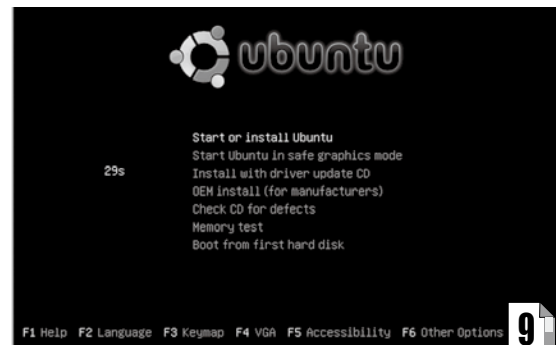 ubuntu
Start or install Ubuntu
Start Ubuntu in safe graphics mode
29s
Install with driver update CD
OEM install (for manufacturers)
Check CD for defects
Memory test
Boot from first hard disk
F1 Help F2 Language F3 Keymap F4 VGA F5 Accessibility F6 Other Options
9